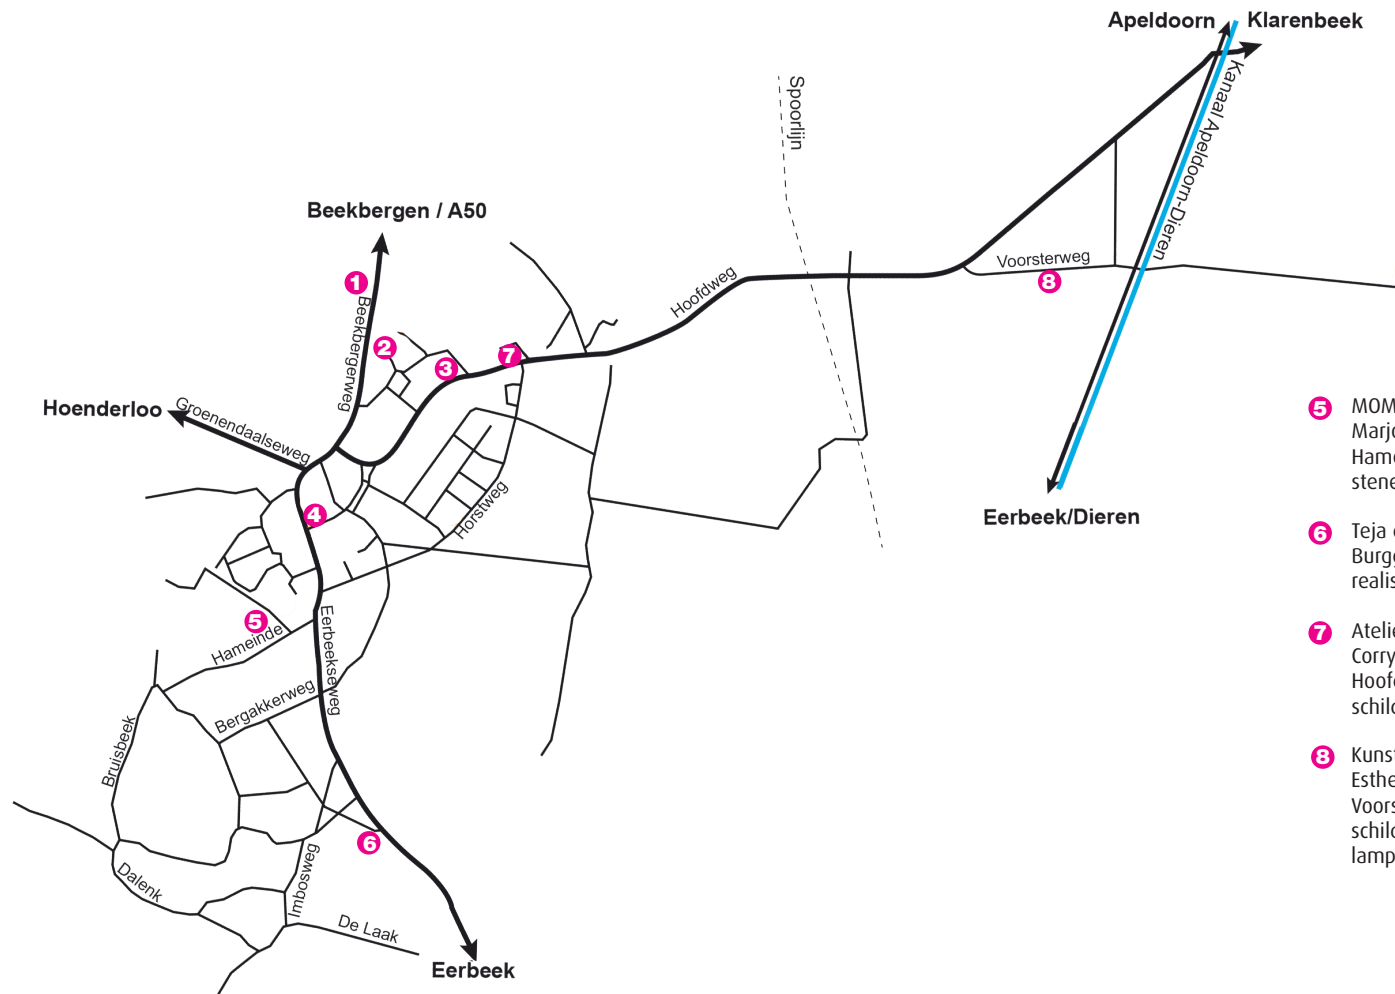 Apeldoorn
Klarenbeek
Kanaal Apeldoorn-Dieren
Spoorlijn
Beekbergen / A50
1
Beekbergerweg
2
3
7
Hoofdweg
Voorsterweg
8
Hoenderloo
Groenendaalseweg
4
Horstweg
Eerbeek/Dieren
5
Hameinde
Eerbeekseweg
Bergakkerweg
Bruisbeek
6
Imbosweg
Dalenk
De Laak
Eerbeek
5 MOM
Marjo
Hame
stene
6 Teja
Burgg
realis
7 Atelie
Corry
Hoofd
schild
8 Kunst
Esthe
Voors
schild
lamp